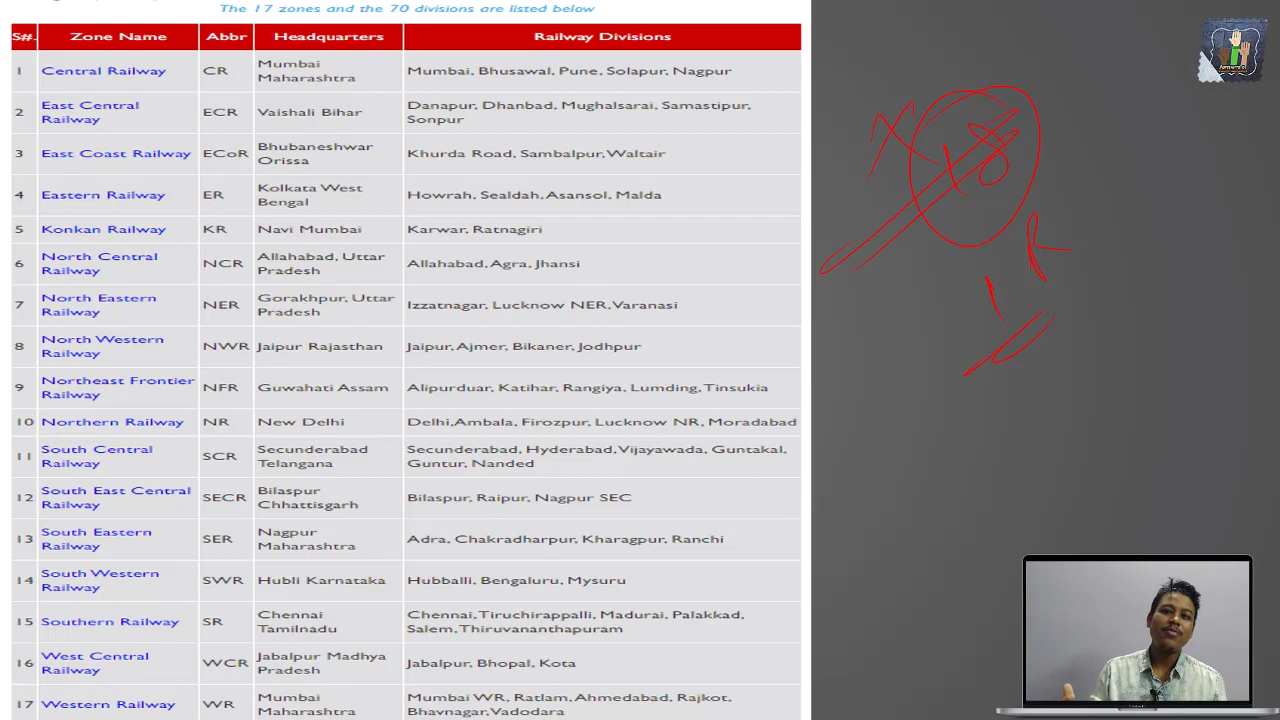 The 17 zones and the 70 divisions are listed below
S#. Zone Name Abbr Headquarters Railway Divisions
1 Central Railway CR Mumbai Maharashtra Mumbai, Bhusawal, Pune, Solapur, Nagpur
2 East Central Railway ECR Vaishali Bihar Danapur, Dhanbad, Mughalsarai, Samastipur, Sonpur
3 East Coast Railway ECoR Bhubaneshwar Orissa Khurda Road, Sambalpur, Waltair
4 Eastern Railway ER Kolkata West Bengal Howrah, Sealdah, Asansol, Malda
5 Konkan Railway KR Navi Mumbai Karwar, Ratnagiri
6 North Central Railway NCR Allahabad, Uttar Pradesh Allahabad, Agra, Jhansi
7 North Eastern Railway NER Gorakhpur, Uttar Pradesh Izzatnagar, Lucknow NER, Varanasi
8 North Western Railway NWR Jaipur Rajasthan Jaipur, Ajmer, Bikaner, Jodhpur
9 Northeast Frontier Railway NFR Guwahati Assam Alipurduar, Katihar, Rangiya, Lumding, Tinsukia
10 Northern Railway NR New Delhi Delhi, Ambala, Firozpur, Lucknow NR, Moradabad
11 South Central Railway SCR Secunderabad Telangana Secunderabad, Hyderabad, Vijayawada, Guntakal, Guntur, Nanded
12 South East Central Railway SECR Bilaspur Chhattisgarh Bilaspur, Raipur, Nagpur SEC
13 South Eastern Railway SER Nagpur Maharashtra Adra, Chakradharpur, Kharagpur, Ranchi
14 South Western Railway SWR Hubli Karnataka Hubballi, Bengaluru, Mysuru
15 Southern Railway SR Chennai Tamilnadu Chennai, Tiruchirappalli, Madurai, Palakkad, Salem, Thiruvananthapuram
16 West Central Railway WCR Jabalpur Madhya Pradesh Jabalpur, Bhopal, Kota
17 Western Railway WR Mumbai Maharashtra Mumbai WR, Ratlam, Ahmedabad, Rajkot, Bhavnagar, Vadodara
18